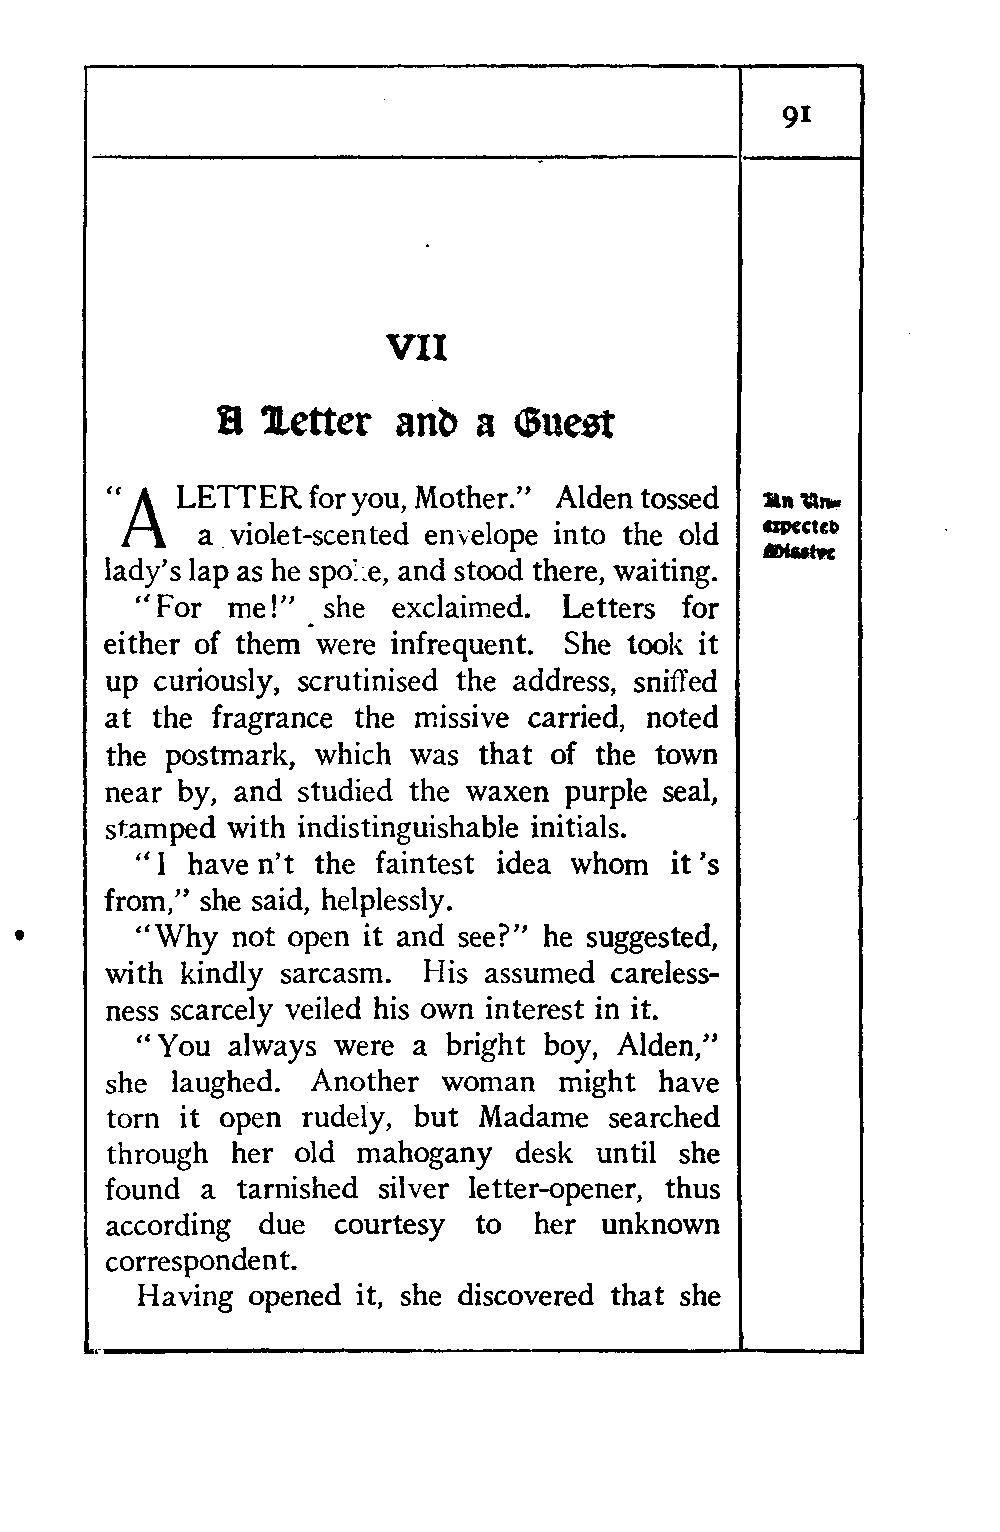 91
VII
A Letter and a Guest
"A LETTER for you, Mother." Alden tossed
a violet-scented envelope into the old
lady's lap as he spoke, and stood there, waiting.
"For me!" she exclaimed. Letters for
either of them were infrequent. She took it
up curiously, scrutinised the address, sniffed
at the fragrance the missive carried, noted
the postmark, which was that of the town
near by, and studied the waxen purple seal,
stamped with indistinguishable initials.
"I have n't the faintest idea whom it 's
from," she said, helplessly.
"Why not open it and see?" he suggested,
with kindly sarcasm. His assumed careless-
ness scarcely veiled his own interest in it.
"You always were a bright boy, Alden,"
she laughed. Another woman might have
torn it open rudely, but Madame searched
through her old mahogany desk until she
found a tarnished silver letter-opener, thus
according due courtesy to her unknown
correspondent.
Having opened it, she discovered that she
An Un-
expected
Missive